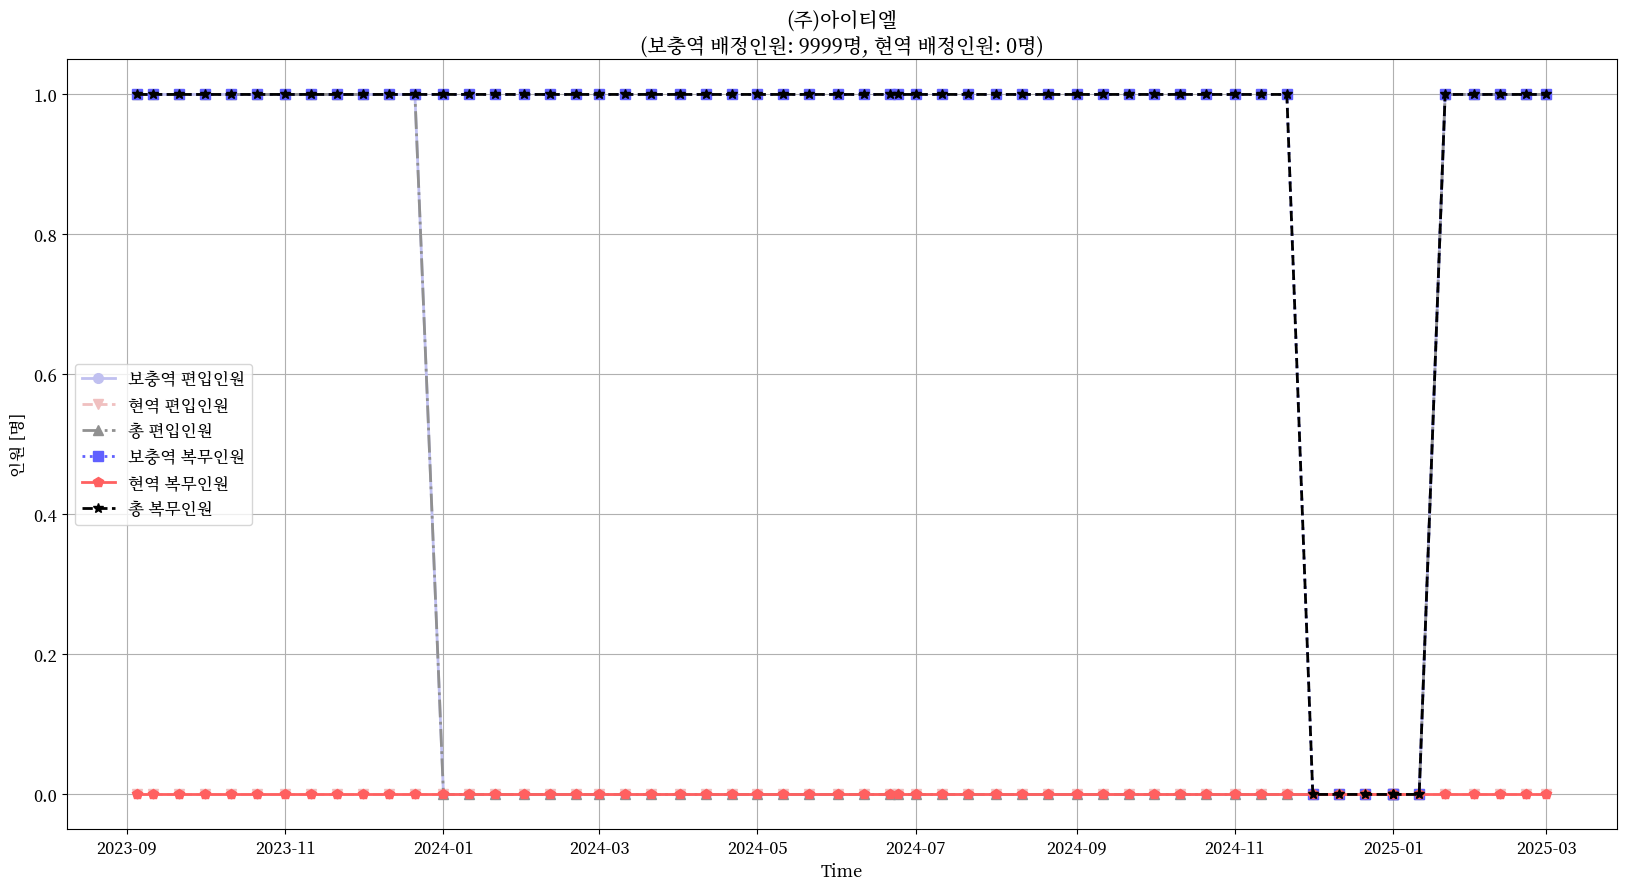 (주)아이티엘
(보충역 배정인원: 9999명, 현역 배정인원: 0명)
1.0
0.8
0.6
0.4
0.2
0.0
인원 [명]
보충역 편입인원
현역 편입인원
총 편입인원
보충역 복무인원
현역 복무인원
총 복무인원
2023-09 2023-11 2024-01 2024-03 2024-05 2024-07 2024-09 2024-11 2025-01 2025-03
Time